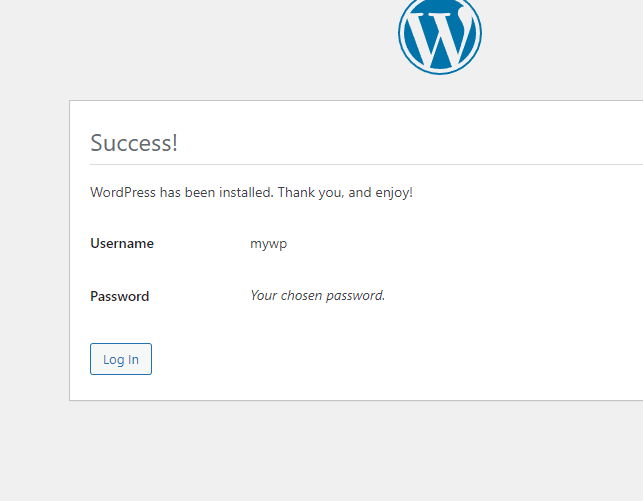 Success!
WordPress has been installed. Thank you, and enjoy!
Username mywp
Password Your chosen password.
Log In